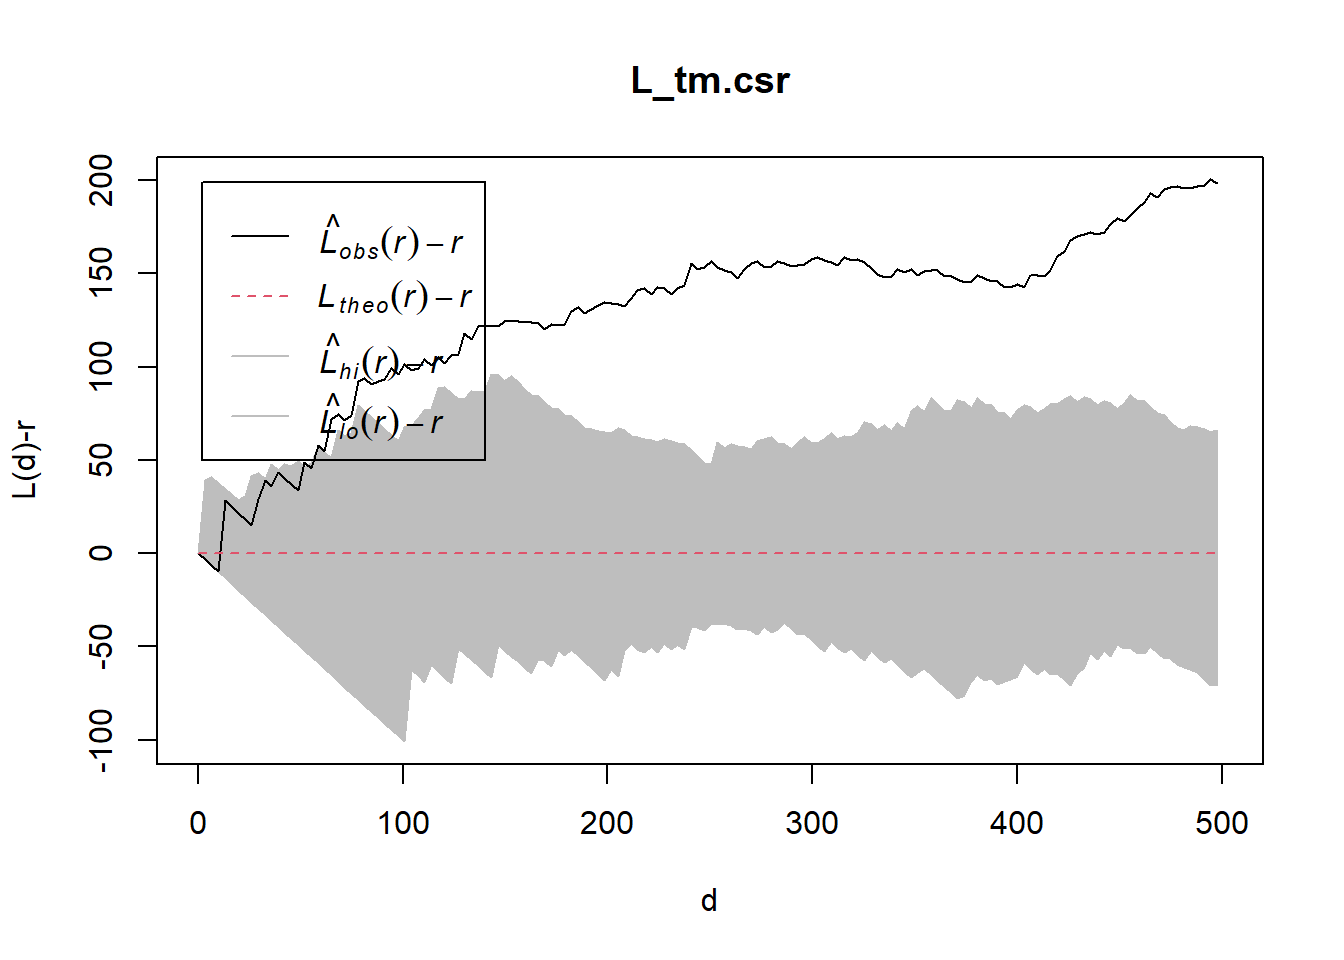 L_tm.csr
L̂obs(r) − r
Ltheo(r) − r
L̂hi(r) − r
L̂lo(r) − r
L(d)-r
200
150
100
50
0
-50
-100
0 100 200 300 400 500
d